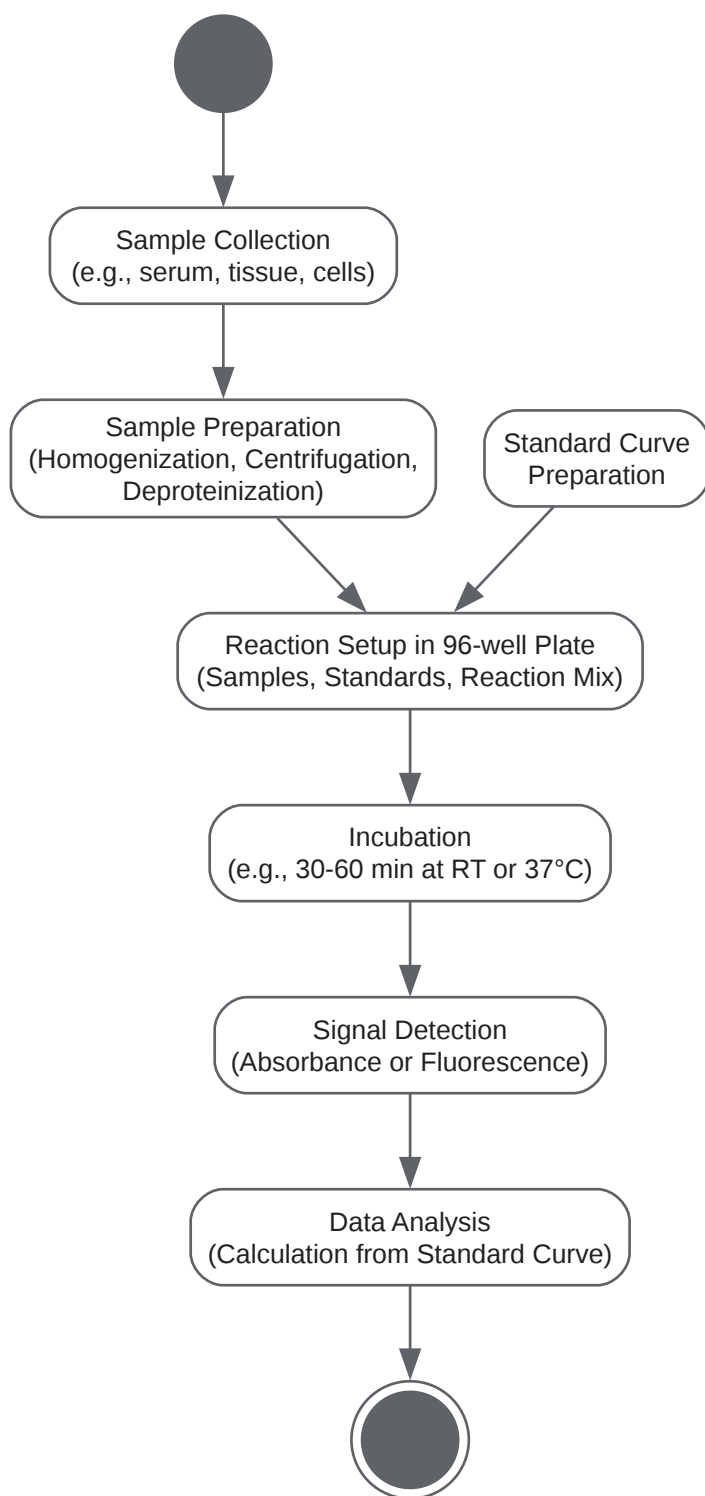 Sample Collection
(e.g., serum, tissue, cells)
Sample Preparation
(Homogenization, Centrifugation,
Deproteinization)
Standard Curve
Preparation
Reaction Setup in 96-well Plate
(Samples, Standards, Reaction Mix)
Incubation
(e.g., 30-60 min at RT or 37°C)
Signal Detection
(Absorbance or Fluorescence)
Data Analysis
(Calculation from Standard Curve)